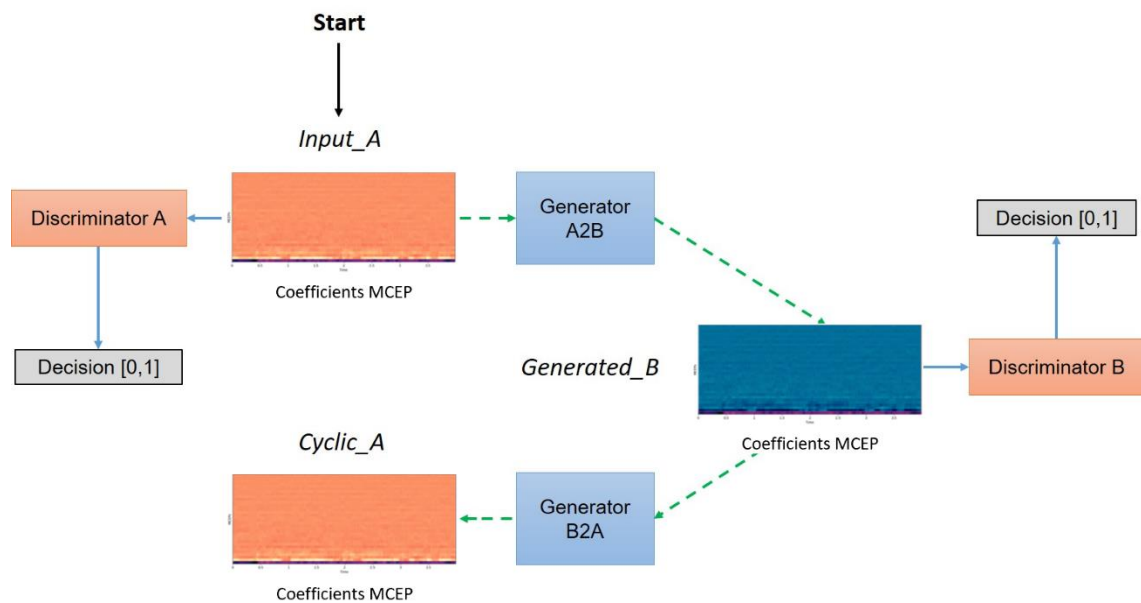 Start
Input_A
Discriminator A
Generator
A2B
Decision [0,1]
Coefficients MCEP
Decision [0,1]
Generated_B
Discriminator B
Coefficients MCEP
Cyclic_A
Generator
B2A
Coefficients MCEP